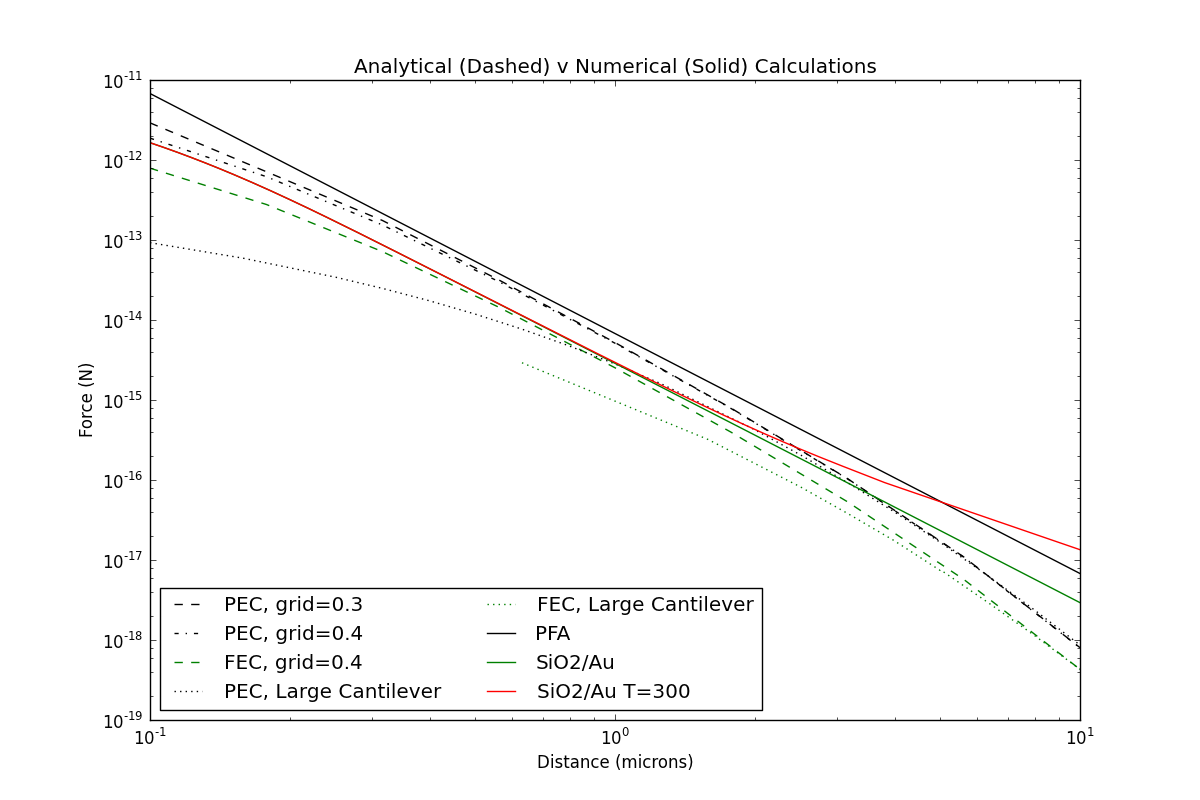 Analytical (Dashed) v Numerical (Solid) Calculations
10^-11
10^-12
10^-13
10^-14
10^-15
10^-16
10^-17
10^-18
10^-19
Force (N)
PEC, grid=0.3
PEC, grid=0.4
FEC, grid=0.4
PEC, Large Cantilever
FEC, Large Cantilever
PFA
SiO2/Au
SiO2/Au T=300
10^-1
10^0
10^1
Distance (microns)